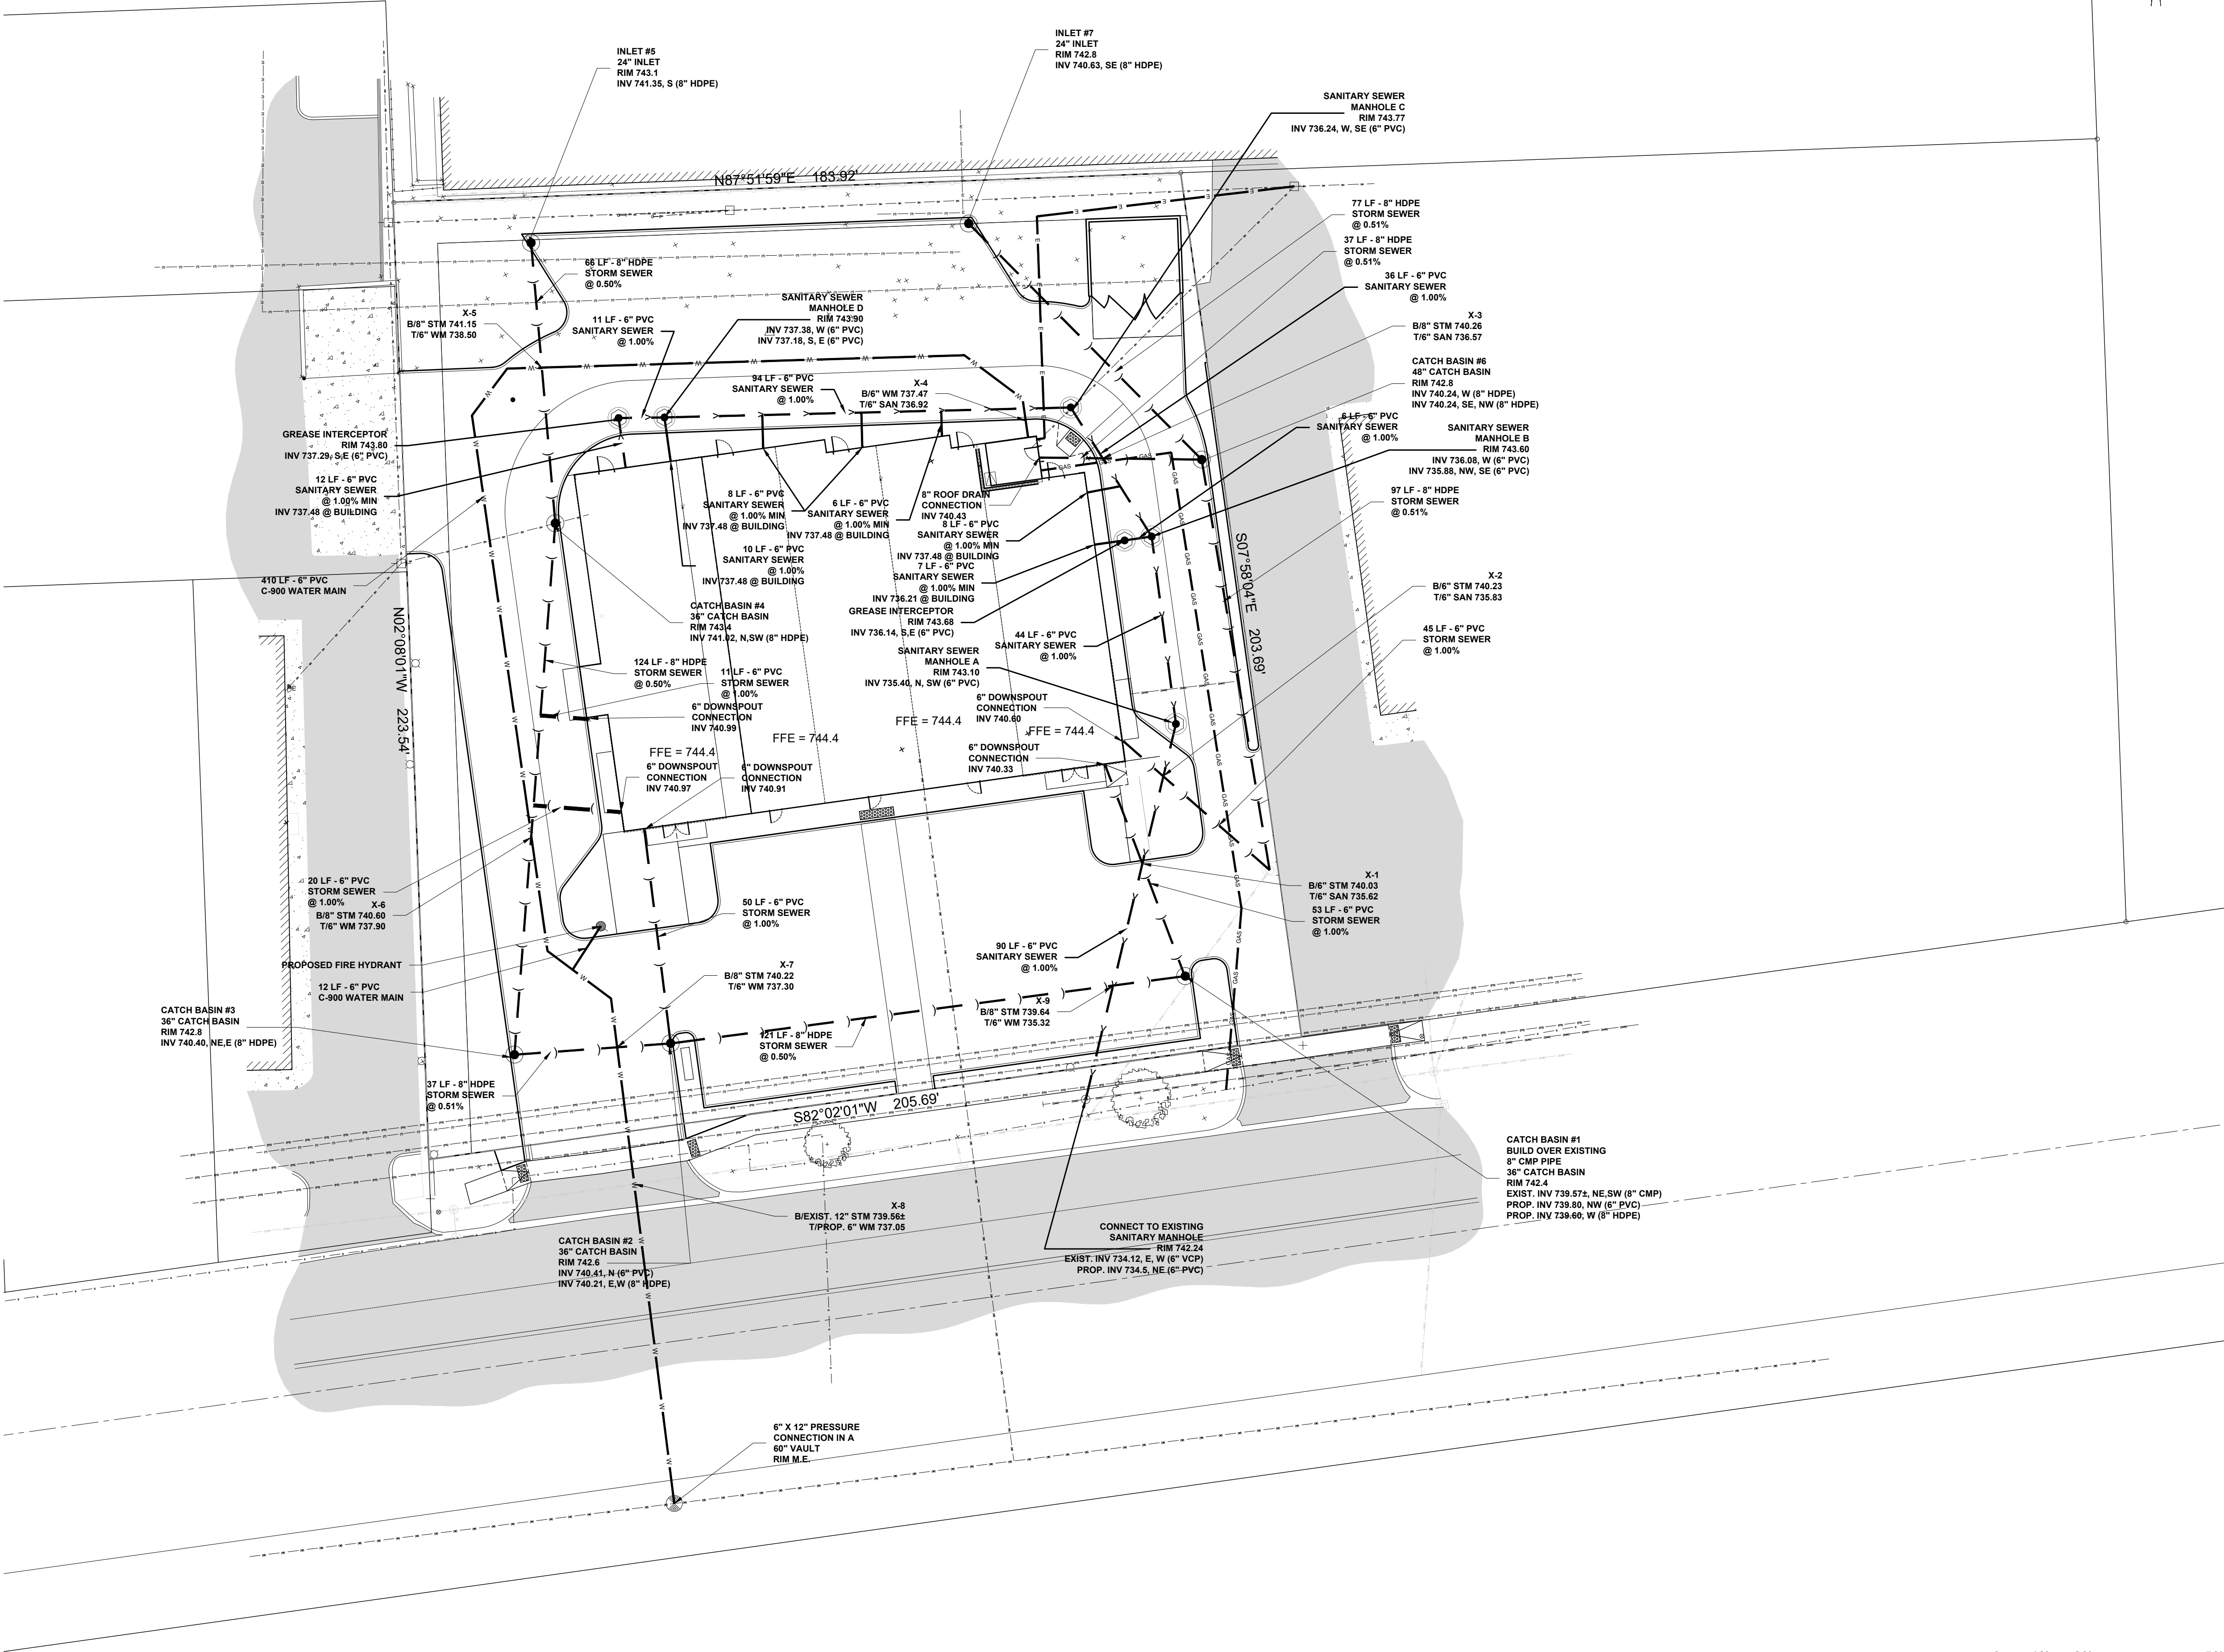 INLET #5
24" INLET
RIM 743.1
INV 741.35, S (8" HDPE)
INLET #7
24" INLET
RIM 742.8
INV 740.63, SE (8" HDPE)
SANITARY SEWER
MANHOLE C
RIM 743.77
INV 736.24, W, SE (6" PVC)
N87°51'59"E 183.92'
77 LF - 8" HDPE
STORM SEWER
@ 0.51%
37 LF - 8" HDPE
STORM SEWER
@ 0.51%
36 LF - 6" PVC
SANITARY SEWER
@ 1.00%
66 LF - 8" HDPE
STORM SEWER
@ 0.50%
SANITARY SEWER
MANHOLE D
RIM 743.90
INV 737.38, W (6" PVC)
INV 737.18, S, E (6" PVC)
X-5
B/8" STM 741.15
T/6" WM 738.50
11 LF - 6" PVC
SANITARY SEWER
@ 1.00%
X-3
B/8" STM 740.26
T/6" SAN 736.57
CATCH BASIN #6
48" CATCH BASIN
RIM 742.8
INV 740.24, W (8" HDPE)
INV 740.24, SE, NW (8" HDPE)
94 LF - 6" PVC
SANITARY SEWER
@ 1.00%
X-4
B/6" WM 737.47
T/6" SAN 736.92
6 LF - 6" PVC
SANITARY SEWER
@ 1.00%
SANITARY SEWER
MANHOLE B
RIM 743.60
INV 736.08, W (6" PVC)
INV 735.88, NW, SE (6" PVC)
GREASE INTERCEPTOR
RIM 743.80
INV 737.29, S,E (6" PVC)
12 LF - 6" PVC
SANITARY SEWER
@ 1.00% MIN
INV 737.48 @ BUILDING
8 LF - 6" PVC
SANITARY SEWER
@ 1.00% MIN
INV 737.48 @ BUILDING
6 LF - 6" PVC
SANITARY SEWER
@ 1.00% MIN
INV 737.48 @ BUILDING
8" ROOF DRAIN
CONNECTION
INV 740.43
8 LF - 6" PVC
SANITARY SEWER
@ 1.00% MIN
INV 737.48 @ BUILDING
97 LF - 8" HDPE
STORM SEWER
@ 0.51%
10 LF - 6" PVC
SANITARY SEWER
@ 1.00%
INV 737.48 @ BUILDING
7 LF - 6" PVC
SANITARY SEWER
@ 1.00% MIN
INV 736.21 @ BUILDING
S07°58'04"E 203.69'
410 LF - 6" PVC
C-900 WATER MAIN
X-2
B/6" STM 740.23
T/6" SAN 735.83
N02°08'01"W 223.54'
CATCH BASIN #4
36" CATCH BASIN
RIM 743.4
INV 741.02, N,SW (8" HDPE)
GREASE INTERCEPTOR
RIM 743.68
INV 736.14, S,E (6" PVC)
44 LF - 6" PVC
SANITARY SEWER
@ 1.00%
45 LF - 6" PVC
STORM SEWER
@ 1.00%
124 LF - 8" HDPE
STORM SEWER
@ 0.50%
11 LF - 6" PVC
STORM SEWER
@ 1.00%
SANITARY SEWER
MANHOLE A
RIM 743.10
INV 735.40, N, SW (6" PVC)
6" DOWNSPOUT
CONNECTION
INV 740.99
6" DOWNSPOUT
CONNECTION
INV 740.60
FFE = 744.4
FFE = 744.4
FFE = 744.4
FFE = 744.4
6" DOWNSPOUT
CONNECTION
INV 740.97
6" DOWNSPOUT
CONNECTION
INV 740.91
6" DOWNSPOUT
CONNECTION
INV 740.33
20 LF - 6" PVC
STORM SEWER
@ 1.00%
X-6
B/8" STM 740.60
T/6" WM 737.90
X-1
B/6" STM 740.03
T/6" SAN 735.62
53 LF - 6" PVC
STORM SEWER
@ 1.00%
50 LF - 6" PVC
STORM SEWER
@ 1.00%
90 LF - 6" PVC
SANITARY SEWER
@ 1.00%
PROPOSED FIRE HYDRANT
12 LF - 6" PVC
C-900 WATER MAIN
X-7
B/8" STM 740.22
T/6" WM 737.30
X-9
B/8" STM 739.64
T/6" WM 735.32
CATCH BASIN #3
36" CATCH BASIN
RIM 742.8
INV 740.40, NE,E (8" HDPE)
121 LF - 8" HDPE
STORM SEWER
@ 0.50%
37 LF - 8" HDPE
STORM SEWER
@ 0.51%
S82°02'01"W 205.69'
CATCH BASIN #1
BUILD OVER EXISTING
8" CMP PIPE
36" CATCH BASIN
RIM 742.4
EXIST. INV 739.57±, NE,SW (8" CMP)
PROP. INV 739.80, NW (6" PVC)
PROP. INV 739.60, W (8" HDPE)
X-8
B/EXIST. 12" STM 739.56±
T/PROP. 6" WM 737.05
CONNECT TO EXISTING
SANITARY MANHOLE
RIM 742.24
EXIST. INV 734.12, E, W (6" VCP)
PROP. INV 734.5, NE (6" PVC)
CATCH BASIN #2
36" CATCH BASIN
RIM 742.6
INV 740.41, N (6" PVC)
INV 740.21, E,W (8" HDPE)
6" X 12" PRESSURE
CONNECTION IN A
60" VAULT
RIM M.E.